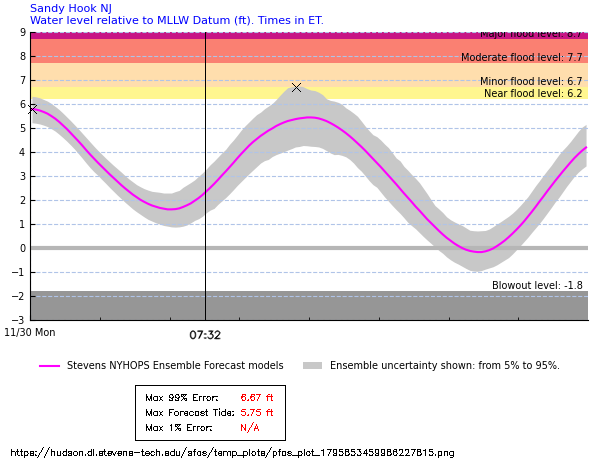 Sandy Hook NJ
Water level relative to MLLW Datum (ft). Times in ET.
9
Major flood level: 8.7
8
Moderate flood level: 7.7
7
Minor flood level: 6.7
Near flood level: 6.2
6
5
4
3
2
1
0
−1
Blowout level: -1.8
−2
−3
11/30 Mon
07:32
Stevens NYHOPS Ensemble Forecast models
Ensemble uncertainty shown: from 5% to 95%.
Max 99% Error: 6.67 ft
Max Forecast Tide: 5.75 ft
Max 1% Error: N/A
https://hudson.dl.stevens-tech.edu/sfas/temp_plots/pfas_plot_1795853459986227815.png